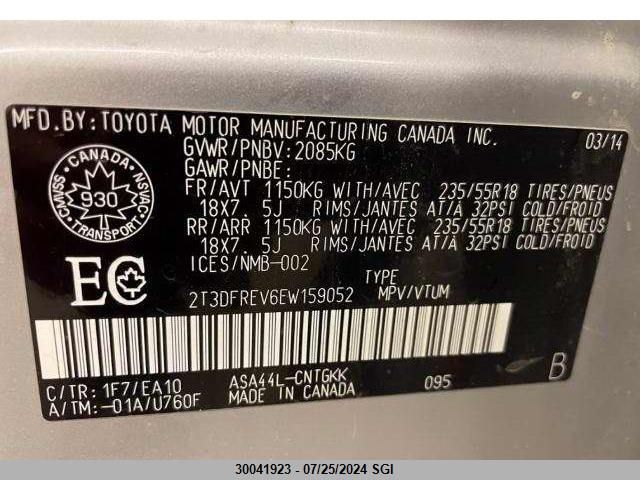 MFD.BY:TOYOTA MOTOR MANUFACTURING CANADA INC. 03/14
GVWR/PNBV:2085KG
GAWR/PNBE:
FR/AVT 1150KG WITH/AVEC 235/55R18 TIRES/PNEUS
18X7.5J RIMS/JANTES AT/A 32PSI COLD/FROID
RR/ARR 1150KG WITH/AVEC 235/55R18 TIRES/PNEUS
18X7.5J RIMS/JANTES AT/A 32PSI COLD/FROID
ICES/NMB-002
CANADA
CMVSS 930 NSVAC
TRANSPORT
EC
TYPE
2T3DFREV6EW159052 MPV/VTUM
C/TR:1F7/EA10 ASA44L-CNTGKK B
A/TM:-01A/U760F MADE IN CANADA 095
30041923 - 07/25/2024 SGI